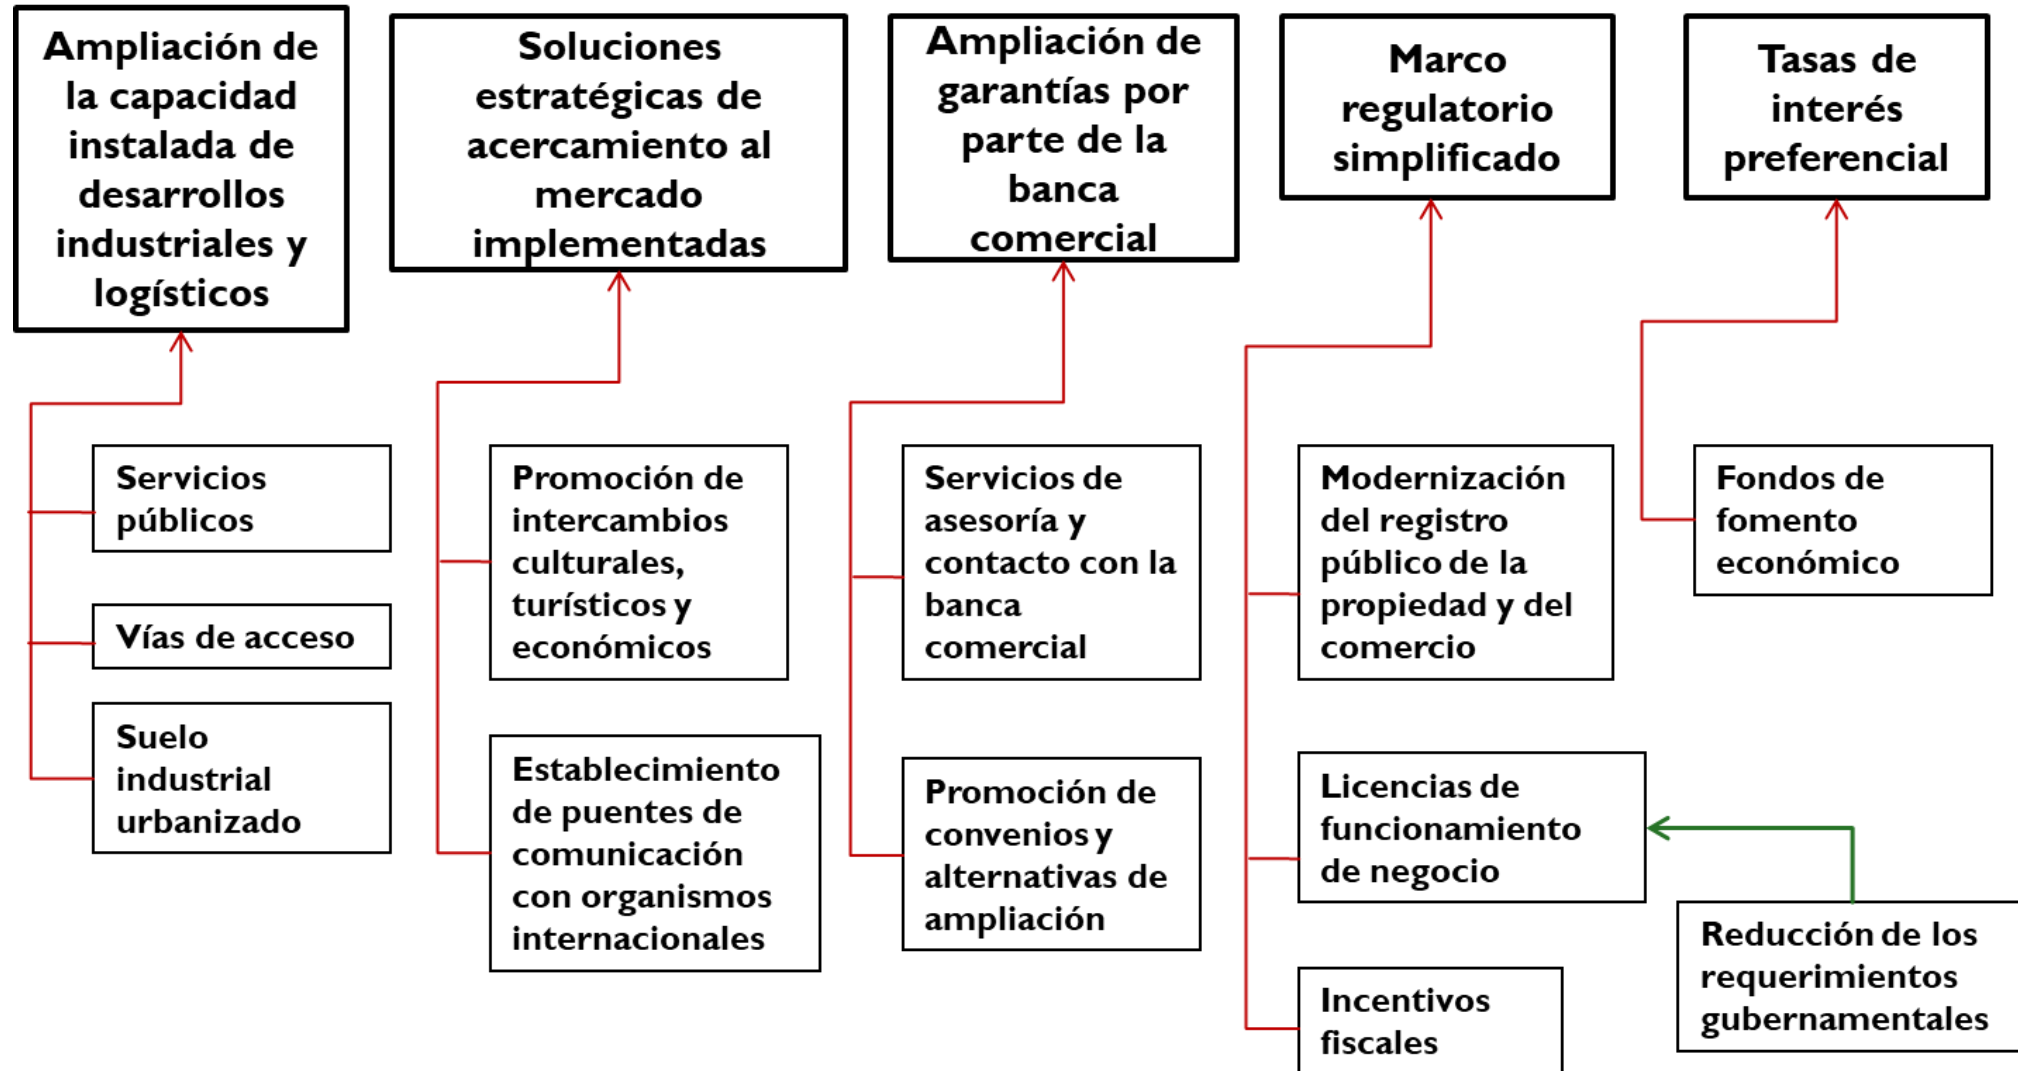 Ampliación de
la capacidad
instalada de
desarrollos
industriales y
logísticos
Soluciones
estratégicas de
acercamiento al
mercado
implementadas
Ampliación de
garantías por
parte de la
banca
comercial
Marco
regulatorio
simplificado
Tasas de
interés
preferencial
Servicios
públicos
Vías de acceso
Suelo
industrial
urbanizado
Promoción de
intercambios
culturales,
turísticos y
económicos
Establecimiento
de puentes de
comunicación
con organismos
internacionales
Servicios de
asesoría y
contacto con la
banca
comercial
Promoción de
convenios y
alternativas de
ampliación
Modernización
del registro
público de la
propiedad y del
comercio
Licencias de
funcionamiento
de negocio
Incentivos
fiscales
Fondos de
fomento
económico
Reducción de los
requerimientos
gubernamentales